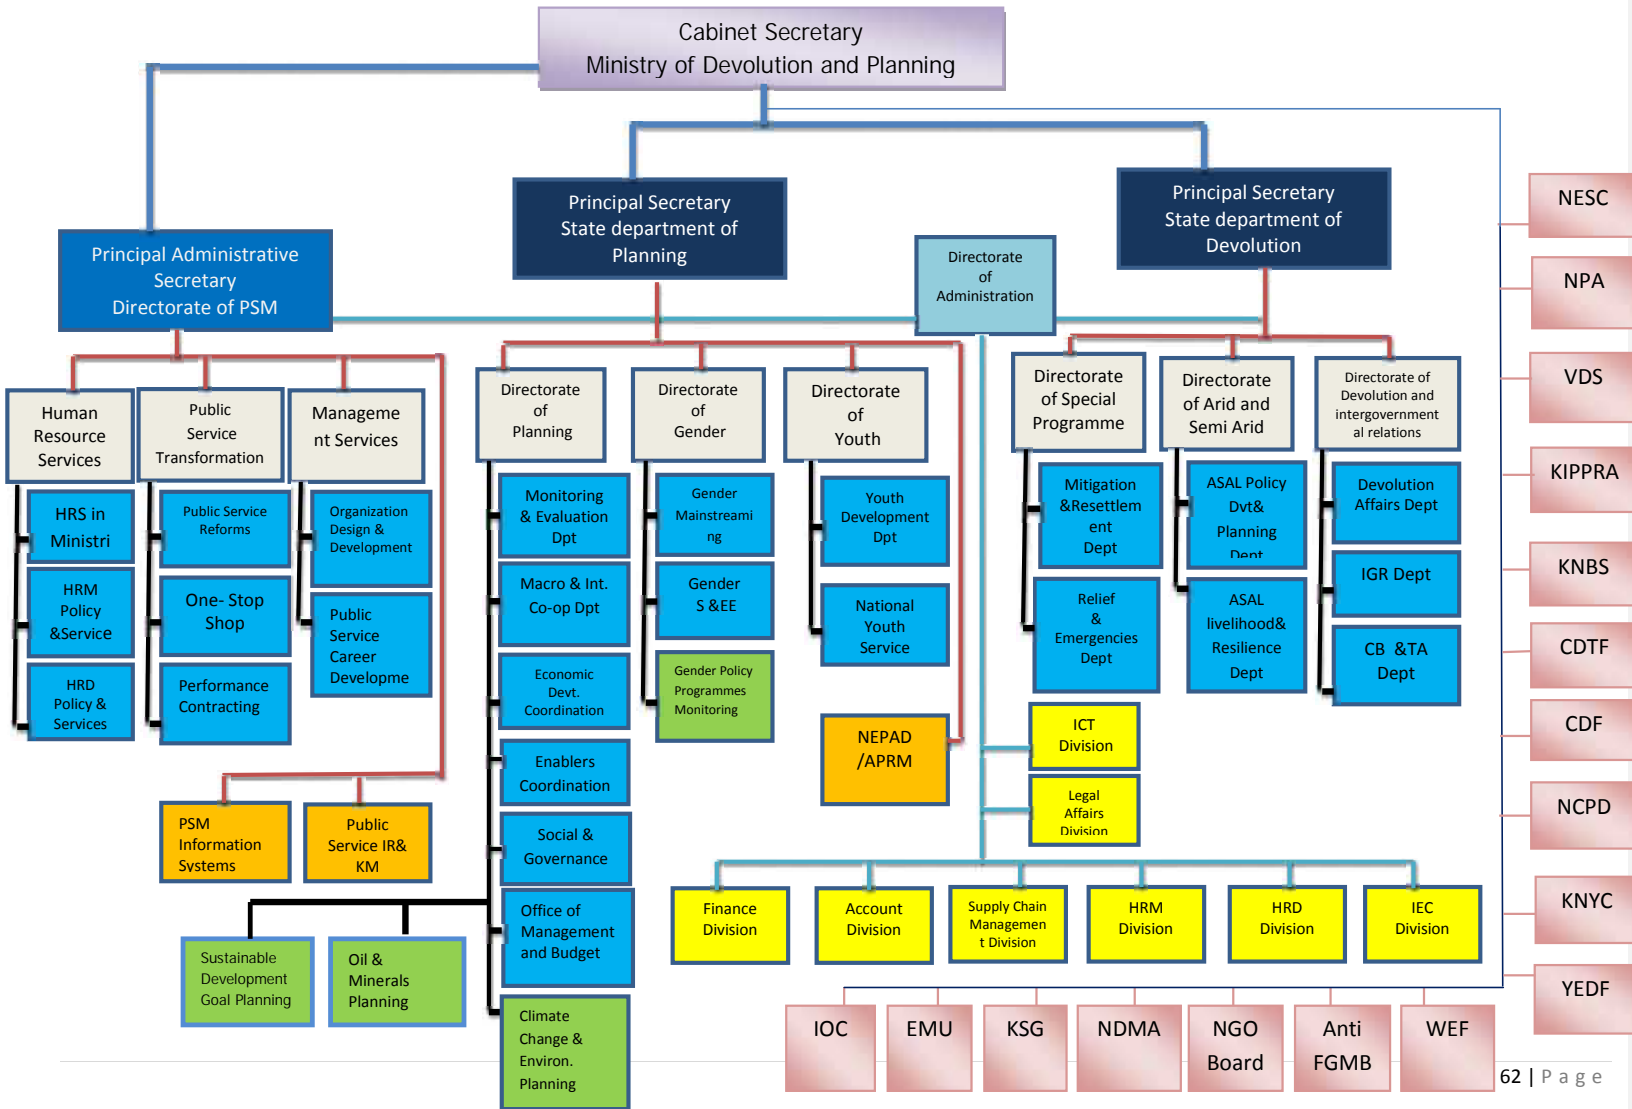 Cabinet Secretary
Ministry of Devolution and Planning
Principal Administrative
Secretary
Directorate of PSM
Principal Secretary
State department of
Planning
Directorate
of
Administration
Principal Secretary
State department of
Devolution
Human
Resource
Services
Public
Service
Transformation
Manageme
nt Services
Directorate
of
Planning
Directorate
of
Gender
Directorate
of
Youth
Directorate
of Special
Programme
Directorate
of Arid and
Semi Arid
Directorate of
Devolution and
intergovernment
al relations
HRS in
Ministri
HRM
Policy
&Service
HRD
Policy &
Services
Public Service
Reforms
One- Stop
Shop
Performance
Contracting
Organization
Design &
Development
Public
Service
Career
Developme
PSM
Information
Systems
Public
Service IR&
KM
Monitoring
& Evaluation
Dpt
Macro & Int.
Co-op Dpt
Economic
Devt.
Coordination
Enablers
Coordination
Social &
Governance
Office of
Management
and Budget
Climate
Change &
Environ.
Planning
Sustainable
Development
Goal Planning
Oil &
Minerals
Planning
Gender
Mainstreami
ng
Gender
S &EE
Gender Policy
Programmes
Monitoring
Youth
Development
Dpt
National
Youth
Service
NEPAD
/APRM
Mitigation
&Resettlem
ent
Dept
Relief
&
Emergencies
Dept
ASAL Policy
Dvt&
Planning
Dept
ASAL
livelihood&
Resilience
Dept
Devolution
Affairs Dept
IGR Dept
CB &TA
Dept
ICT
Division
Legal
Affairs
Division
Finance
Division
Account
Division
Supply Chain
Managemen
t Division
HRM
Division
HRD
Division
IEC
Division
NESC
NPA
VDS
KIPPRA
KNBS
CDTF
CDF
NCPD
KNYC
YEDF
IOC
EMU
KSG
NDMA
NGO
Board
Anti
FGMB
WEF
62 | Page